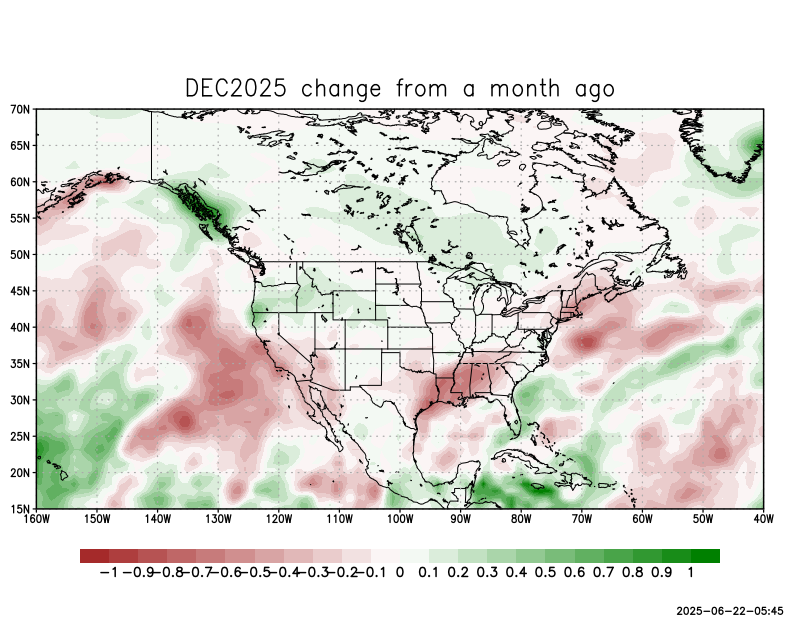 DEC2025 change from a month ago
70N
65N
60N
55N
50N
45N
40N
35N
30N
25N
20N
15N
160W 150W 140W 130W 120W 110W 100W 90W 80W 70W 60W 50W 40W
-1 -0.9 -0.8 -0.7 -0.6 -0.5 -0.4 -0.3 -0.2 -0.1 0 0.1 0.2 0.3 0.4 0.5 0.6 0.7 0.8 0.9 1
2025-06-22-05:45